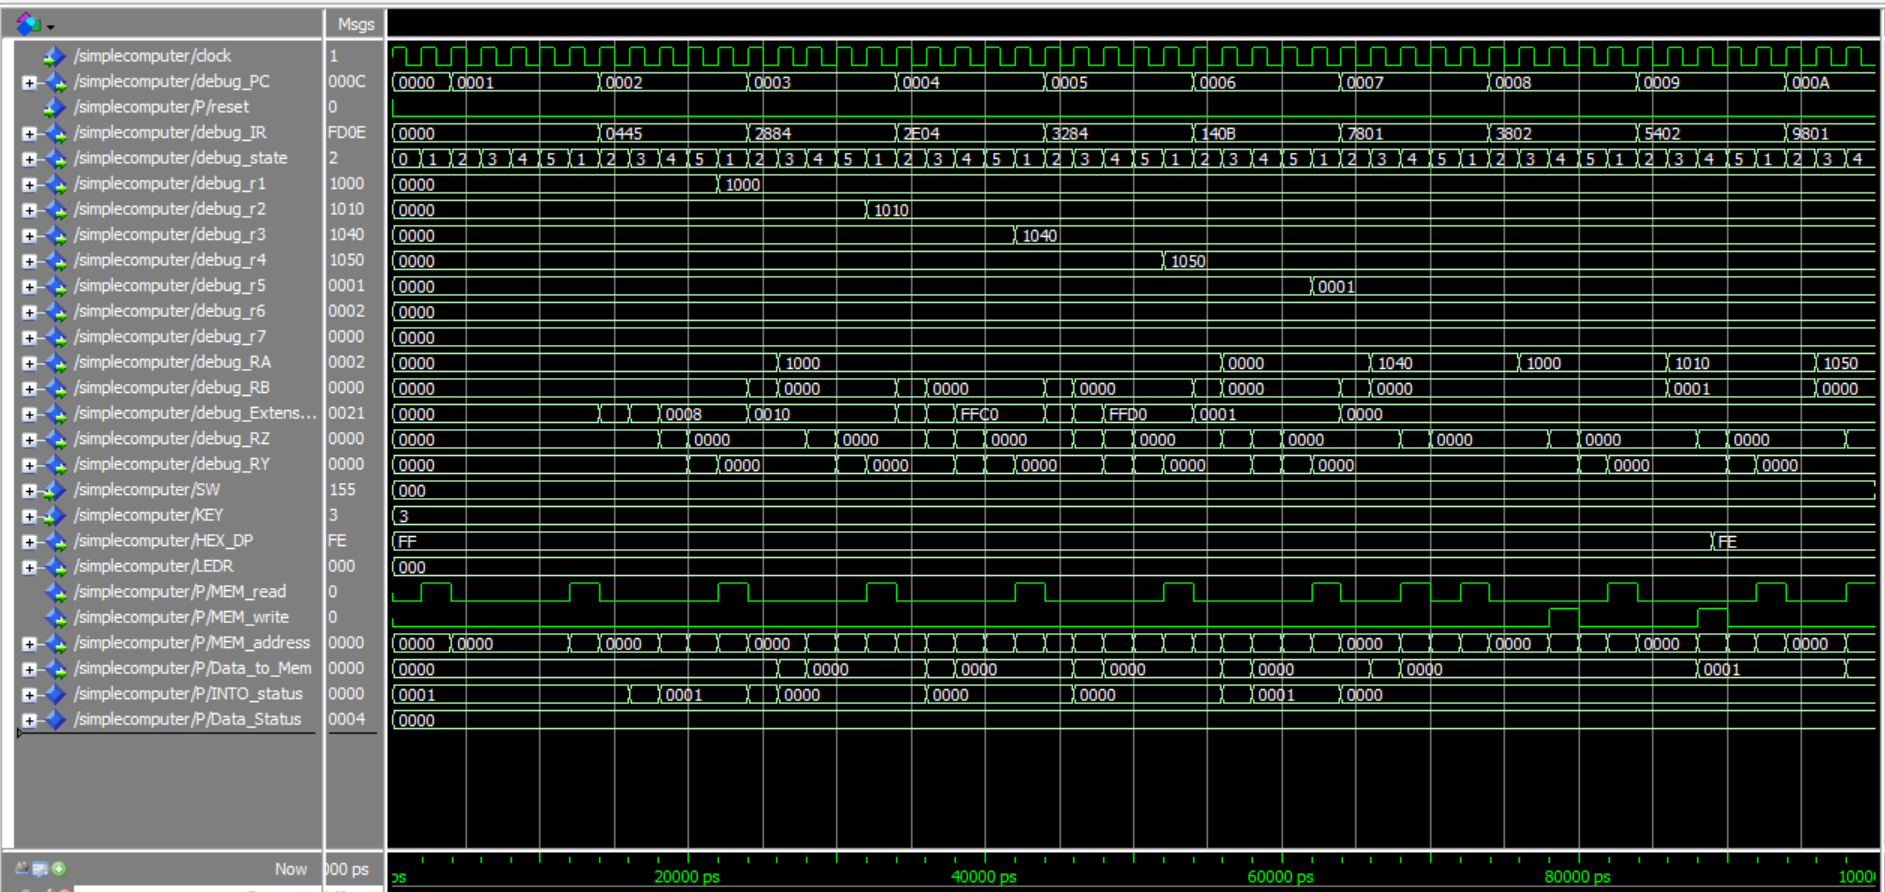 Msgs
/simplecomputer/clock 1
/simplecomputer/debug_PC 000C 0000 0001 0002 0003 0004 0005 0006 0007 0008 0009 000A
/simplecomputer/P/reset 0
/simplecomputer/debug_IR FD0E 0000 0445 2884 2E04 3284 140B 7801 3802 5402 9801
/simplecomputer/debug_state 2 0 1 2 3 4 5 1 2 3 4 5 1 2 3 4 5 1 2 3 4 5 1 2 3 4 5 1 2 3 4 5 1 2 3 4 5 1 2 3 4 5 1 2 3 4 5 1 2 3 4
/simplecomputer/debug_r1 1000 0000 1000
/simplecomputer/debug_r2 1010 0000 1010
/simplecomputer/debug_r3 1040 0000 1040
/simplecomputer/debug_r4 1050 0000 1050
/simplecomputer/debug_r5 0001 0000 0001
/simplecomputer/debug_r6 0002 0000
/simplecomputer/debug_r7 0000 0000
/simplecomputer/debug_RA 0002 0000 1000 0000 1040 1000 1010 1050
/simplecomputer/debug_RB 0000 0000 0000 0000 0000 0000 0000 0001 0000
/simplecomputer/debug_Extens... 0021 0000 0008 0010 FFC0 FFD0 0001 0000
/simplecomputer/debug_RZ 0000 0000 0000 0000 0000 0000 0000 0000 0000 0000
/simplecomputer/debug_RY 0000 0000 0000 0000 0000 0000 0000 0000 0000
/simplecomputer/SW 155 000
/simplecomputer/KEY 3 3
/simplecomputer/HEX_DP FE FF FE
/simplecomputer/LEDR 000 000
/simplecomputer/P/MEM_read 0
/simplecomputer/P/MEM_write 0
/simplecomputer/P/MEM_address 0000 0000 0000 0000 0000 0000 0000 0000 0000
/simplecomputer/P/Data_to_Mem 0000 0000 0000 0000 0000 0000 0000 0001
/simplecomputer/P/INTO_status 0000 0001 0001 0000 0000 0000 0001 0000
/simplecomputer/P/Data_Status 0004 0000
Now 000 ps ps 20000 ps 40000 ps 60000 ps 80000 ps 1000